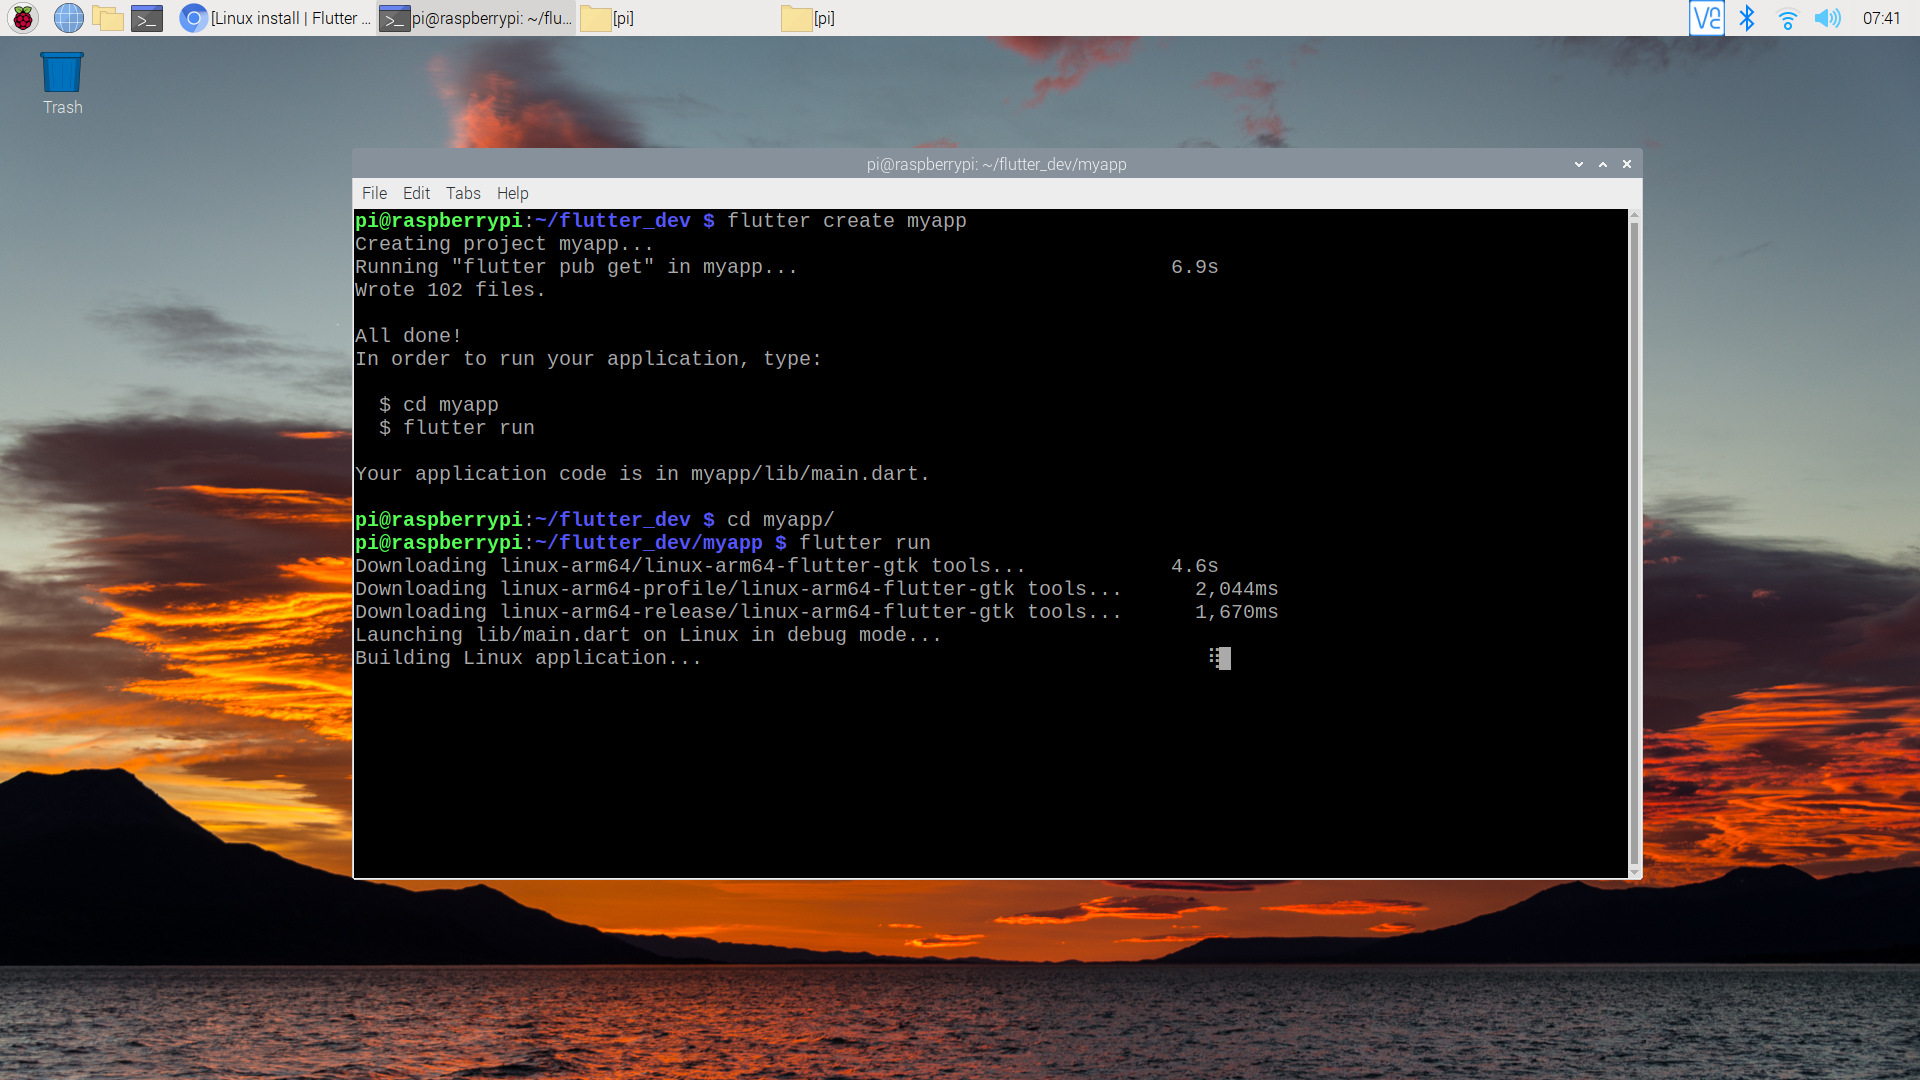 [Linux install | Flutter ...
pi@raspberrypi: ~/flu...
[pi]
[pi]
07:41
Trash
pi@raspberrypi: ~/flutter_dev/myapp
File Edit Tabs Help
pi@raspberrypi:~/flutter_dev $ flutter create myapp
Creating project myapp...
Running "flutter pub get" in myapp... 6.9s
Wrote 102 files.
All done!
In order to run your application, type:
$ cd myapp
$ flutter run
Your application code is in myapp/lib/main.dart.
pi@raspberrypi:~/flutter_dev $ cd myapp/
pi@raspberrypi:~/flutter_dev/myapp $ flutter run
Downloading linux-arm64/linux-arm64-flutter-gtk tools... 4.6s
Downloading linux-arm64-profile/linux-arm64-flutter-gtk tools... 2,044ms
Downloading linux-arm64-release/linux-arm64-flutter-gtk tools... 1,670ms
Launching lib/main.dart on Linux in debug mode...
Building Linux application...